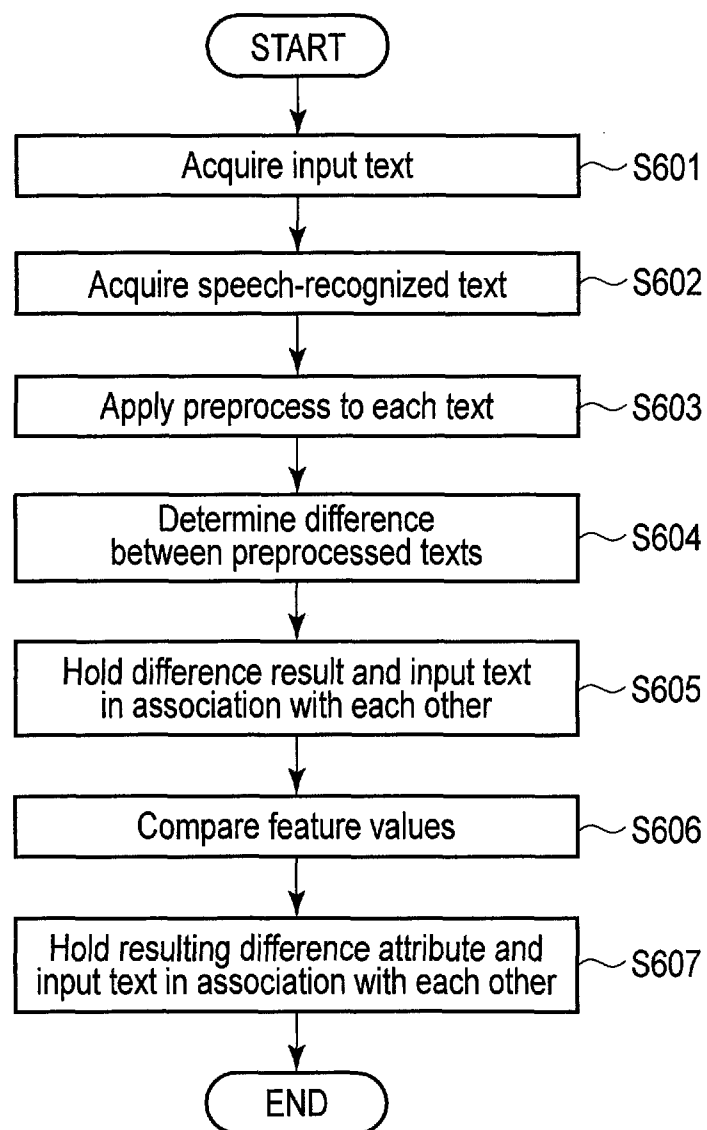 START
Acquire input text
S601
Acquire speech-recognized text
S602
Apply preprocess to each text
S603
Determine difference
between preprocessed texts
S604
Hold difference result and input text
in association with each other
S605
Compare feature values
S606
Hold resulting difference attribute and
input text in association with each other
S607
END